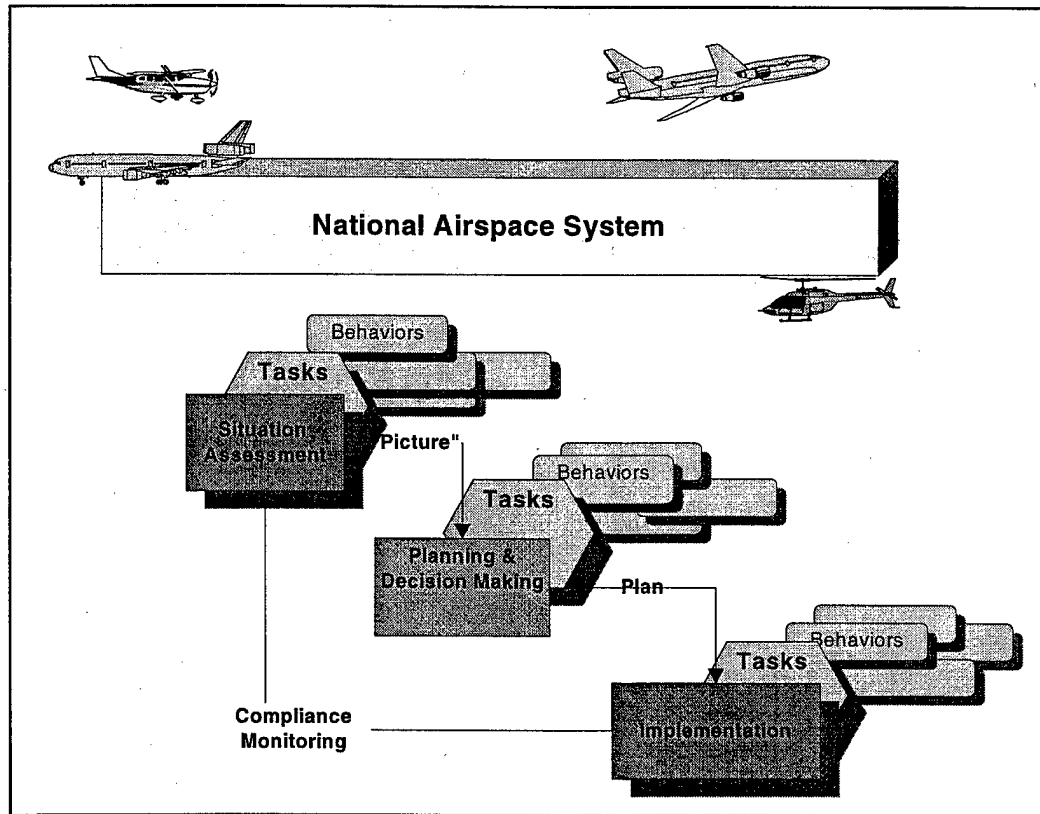 National Airspace System
Behaviors
Tasks
Situation
Assessment
Picture"
Behaviors
Tasks
Planning &
Decision Making
Plan
Behaviors
Tasks
Implementation
Compliance
Monitoring